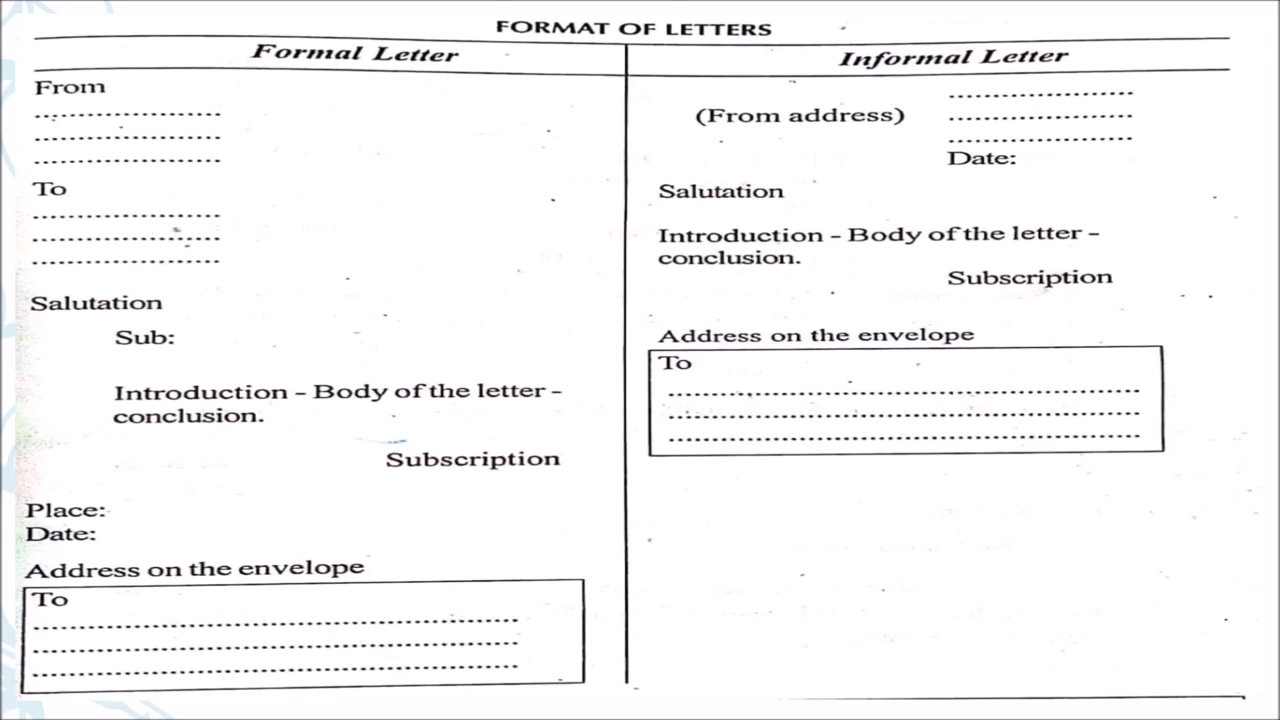 FORMAT OF LETTERS
Formal Letter
From
To
Salutation
Sub:
Introduction - Body of the letter -
conclusion.
Subscription
Place:
Date:
Address on the envelope
To
Informal Letter
(From address)
Date:
Salutation
Introduction - Body of the letter -
conclusion.
Subscription
Address on the envelope
To